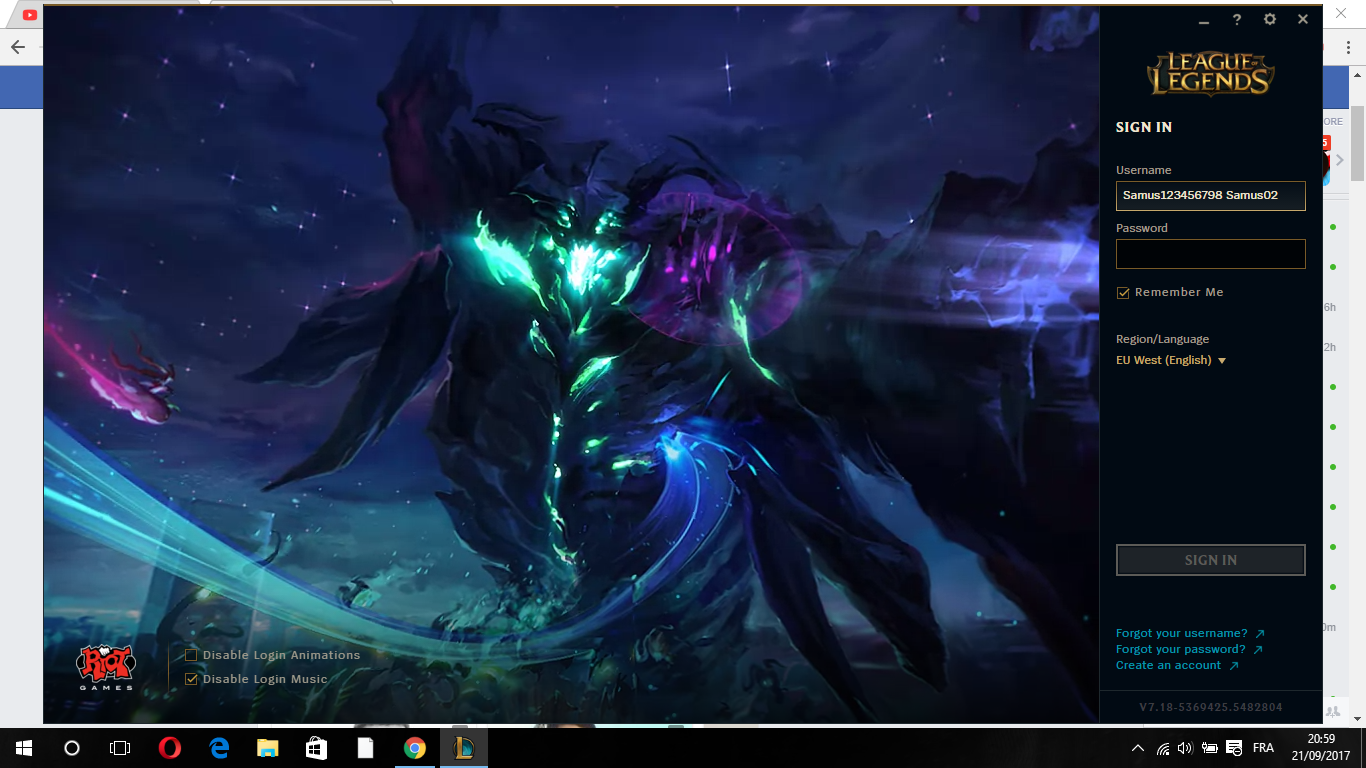 LEAGUE OF
LEGENDS
SIGN IN
Username
Samus123456798 Samus02
Password
Remember Me
Region/Language
EU West (English)
SIGN IN
Forgot your username?
Forgot your password?
Create an account
V7.18-5369425.5482804
RIOT
GAMES
Disable Login Animations
Disable Login Music
ORE
6h
2h
0m
FRA
20:59
21/09/2017